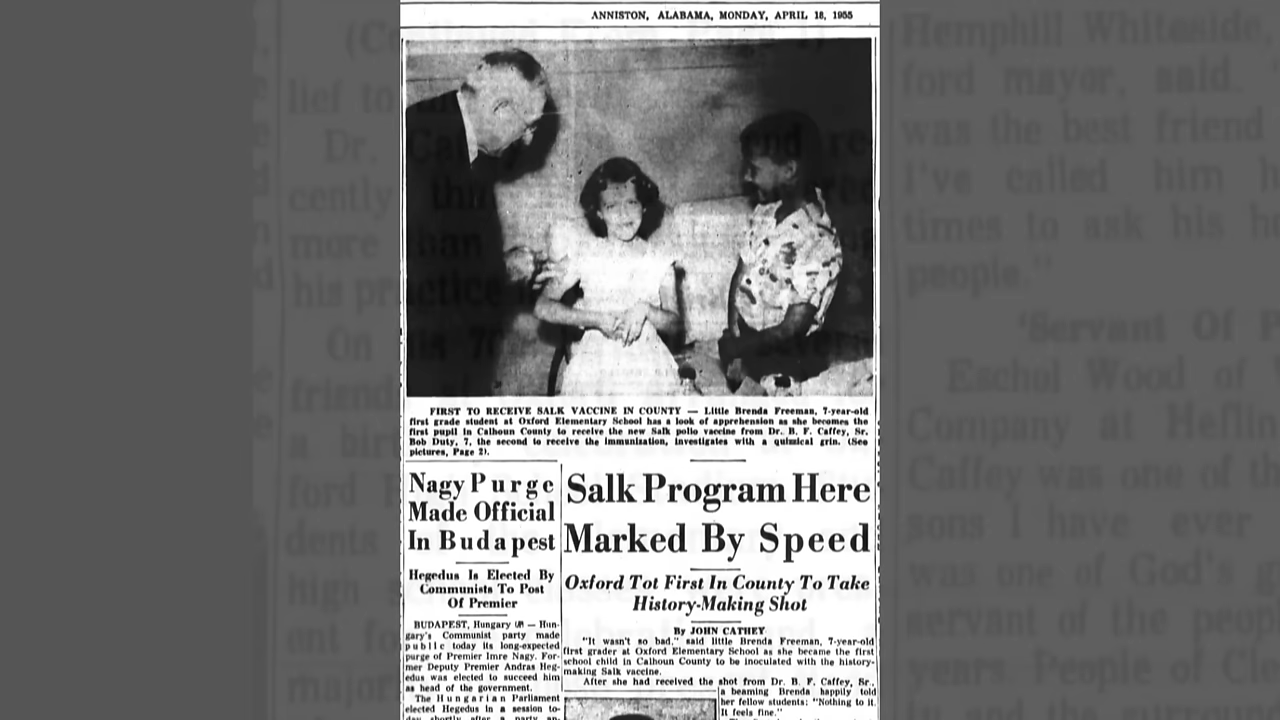 ANNISTON, ALABAMA, MONDAY, APRIL 18, 1955
FIRST TO RECEIVE SALK VACCINE IN COUNTY — Little Brenda Freeman, 7-year-old
first grade student at Oxford Elementary School has a look of apprehension as she becomes the
first pupil in Calhoun County to receive the new Salk polio vaccine from Dr. B. F. Caffey, Sr.
Bob Duty, 7, the second to receive the immunisation, investigates with a quizzical grin. (See
pictures, Page 2).
Nagy Purge
Made Official
In Budapest
Hegedus Is Elected By
Communists To Post
Of Premier
BUDAPEST, Hungary — Hun-
gary's Communist party made
public today its long-expected
purge of Premier Imre Nagy. For-
mer Deputy Premier Andras Heg-
edus was elected to succeed him
as head of the government.
The Hungarian Parliament
elected Hegedus in a session to-
day shortly after a party an-
Salk Program Here
Marked By Speed
Oxford Tot First In County To Take
History-Making Shot
By JOHN CATHEY
"It wasn't so bad," said little Brenda Freeman, 7-year-old
first grader at Oxford Elementary School as she became the first
school child in Calhoun County to be inoculated with the history-
making Salk vaccine.
After she had received the shot from Dr. B. F. Caffey, Sr.,
a beaming Brenda happily told
her fellow students: "Nothing to it.
It feels fine."
lief to
Dr.
cently
more than
his practice
On
friend
ford
dents
high
Hemphill Whiteside,
ford mayor, said.
was the best friend
I've called him
times to ask his
people."
'Servant Of
Eschol Wood of
Company at Heflin
Caffey was one of
sons I have ever
was one of God's
servant of the
years. People of